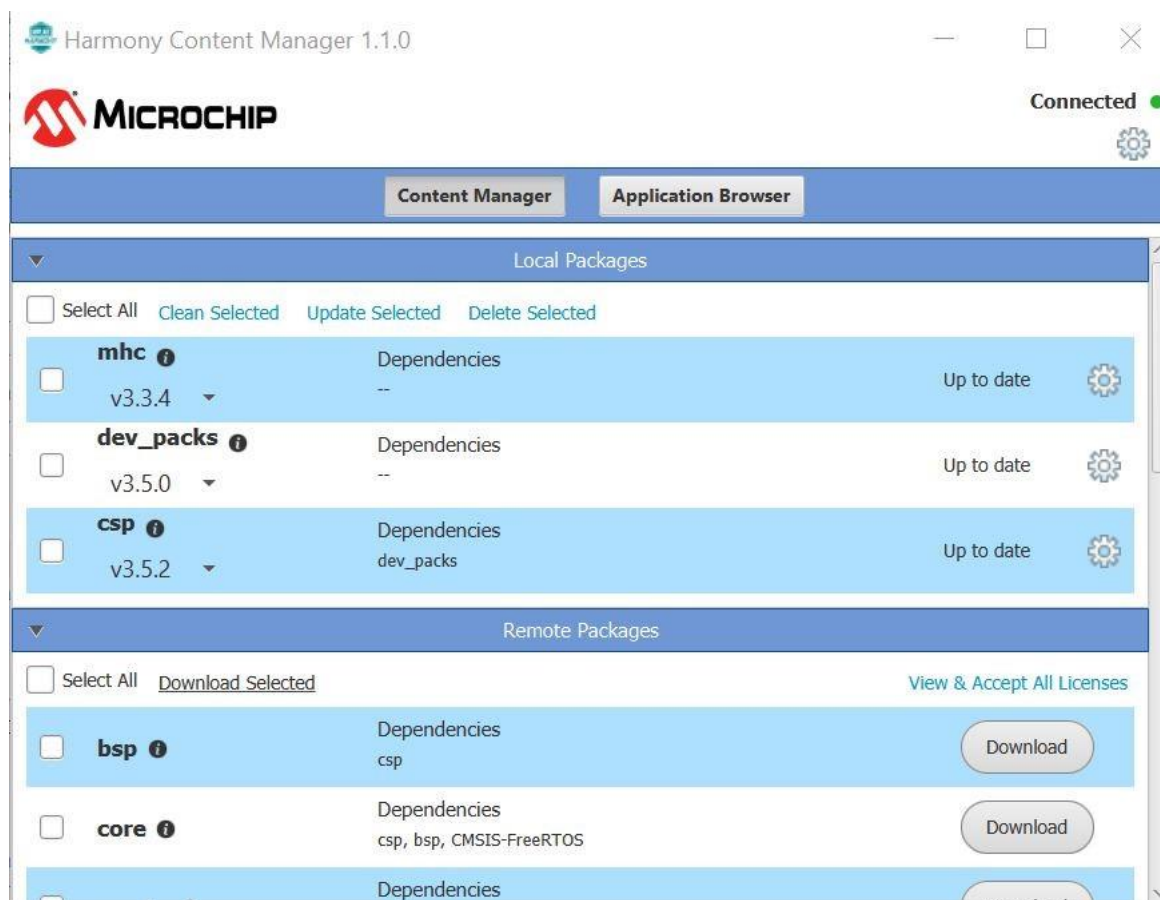 Harmony Content Manager 1.1.0
MICROCHIP
Connected
Content Manager Application Browser
Local Packages
Select All Clean Selected Update Selected Delete Selected
mhc Dependencies
v3.3.4 -- Up to date
dev_packs Dependencies
v3.5.0 -- Up to date
csp Dependencies
v3.5.2 dev_packs Up to date
Remote Packages
Select All Download Selected View & Accept All Licenses
bsp Dependencies
csp Download
core Dependencies
csp, bsp, CMSIS-FreeRTOS Download
Dependencies